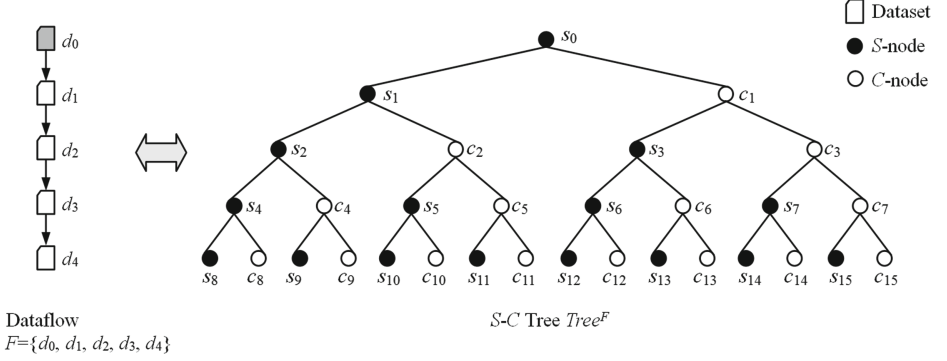 Dataset
S-node
C-node
d0
d1
d2
d3
d4
s0
s1 c1
s2 c2 s3 c3
s4 c4 s5 c5 s6 c6 s7 c7
s8 c8 s9 c9 s10 c10 s11 c11 s12 c12 s13 c13 s14 c14 s15 c15
Dataflow
F={d0, d1, d2, d3, d4}
S-C Tree Tree^F